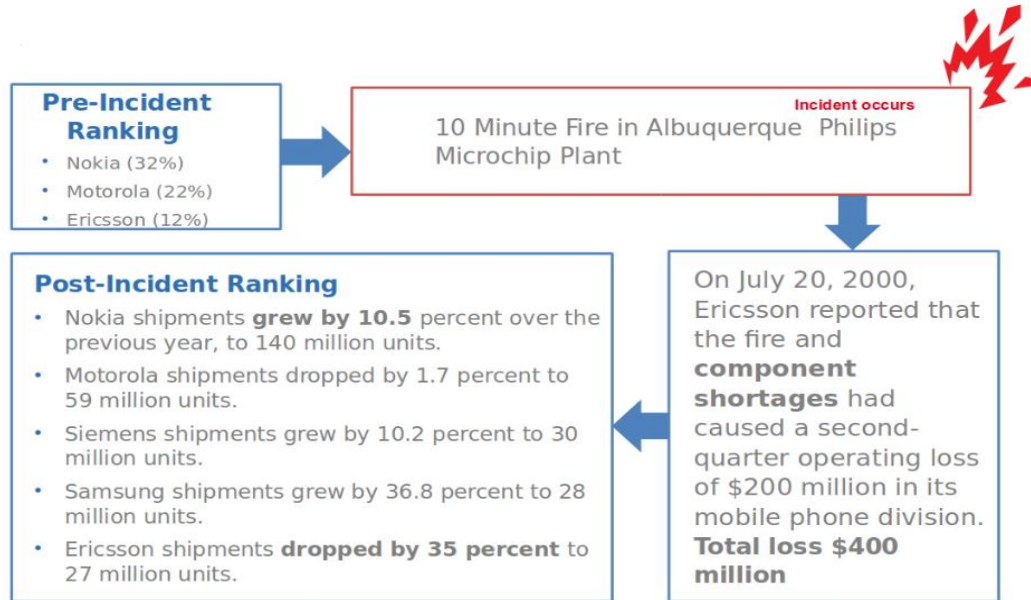 Pre-Incident
Ranking
• Nokia (32%)
• Motorola (22%)
• Ericsson (12%)
Incident occurs
10 Minute Fire in Albuquerque Philips
Microchip Plant
On July 20, 2000,
Ericsson reported that
the fire and
component
shortages had
caused a second-
quarter operating loss
of $200 million in its
mobile phone division.
Total loss $400
million
Post-Incident Ranking
• Nokia shipments grew by 10.5 percent over the
previous year, to 140 million units.
• Motorola shipments dropped by 1.7 percent to
59 million units.
• Siemens shipments grew by 10.2 percent to 30
million units.
• Samsung shipments grew by 36.8 percent to 28
million units.
• Ericsson shipments dropped by 35 percent to
27 million units.